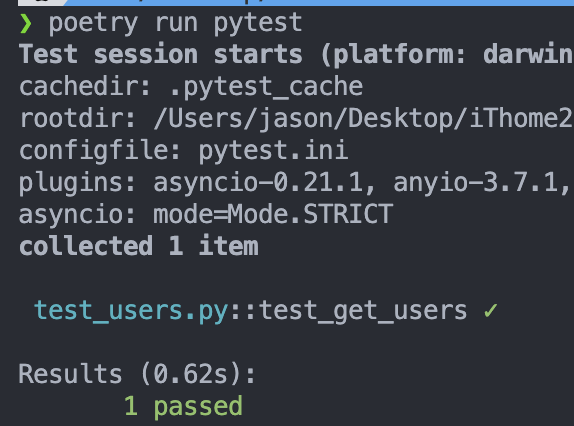 ❯ poetry run pytest
Test session starts (platform: darwin
cachedir: .pytest_cache
rootdir: /Users/jason/Desktop/iThome2
configfile: pytest.ini
plugins: asyncio-0.21.1, anyio-3.7.1,
asyncio: mode=Mode.STRICT
collected 1 item
test_users.py::test_get_users ✓
Results (0.62s):
1 passed